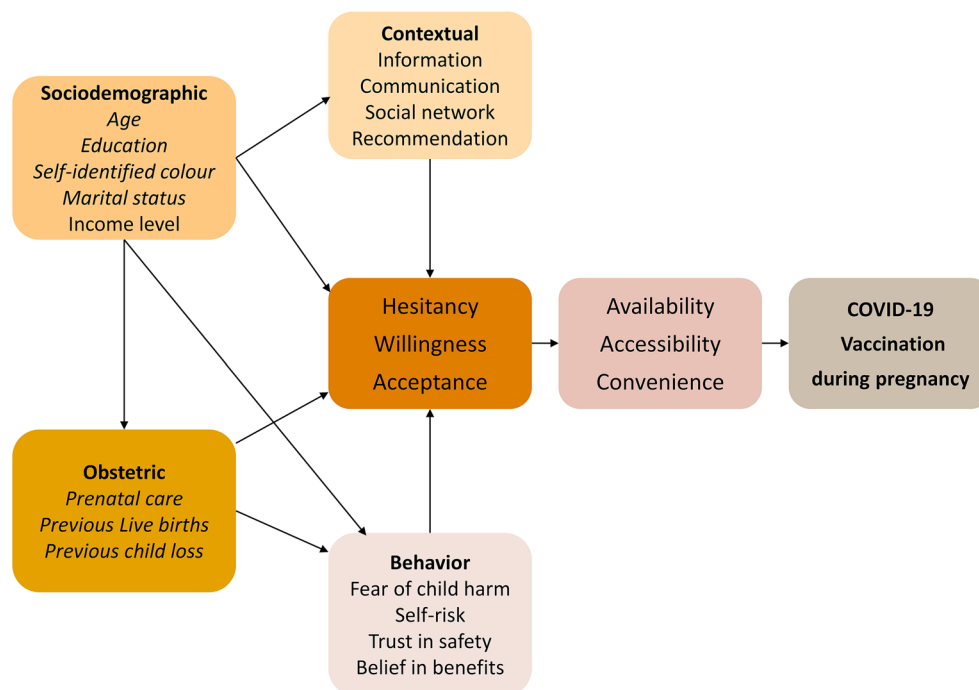 Contextual
Information
Communication
Social network
Recommendation
Sociodemographic
Age
Education
Self-identified colour
Marital status
Income level
Hesitancy
Willingness
Acceptance
Availability
Accessibility
Convenience
COVID-19
Vaccination
during pregnancy
Obstetric
Prenatal care
Previous Live births
Previous child loss
Behavior
Fear of child harm
Self-risk
Trust in safety
Belief in benefits